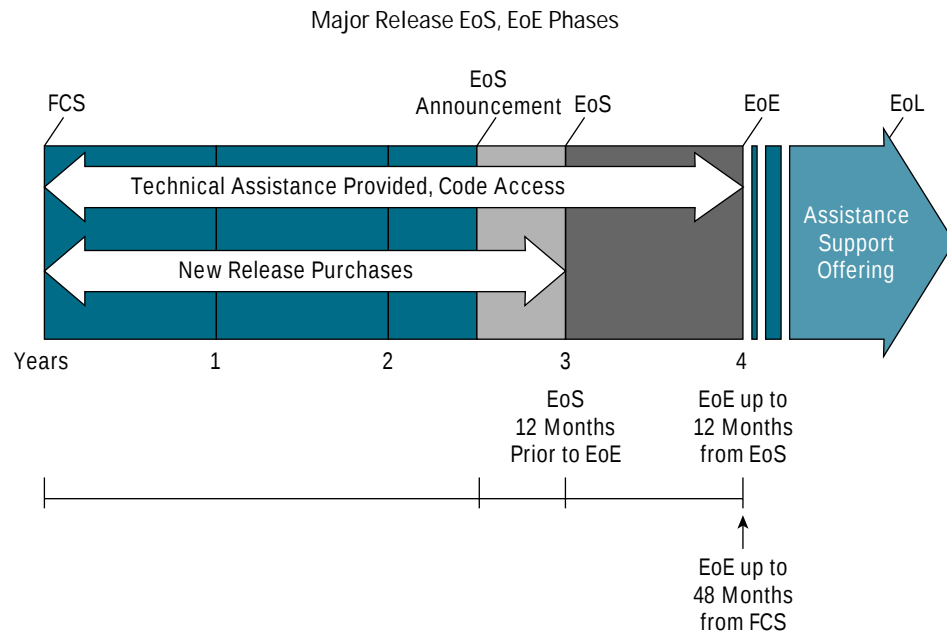 Major Release EoS, EoE Phases
FCS
EoS
Announcement
EoS
EoE
EoL
Technical Assistance Provided, Code Access
New Release Purchases
Assistance
Support
Offering
Years
1
2
3
4
EoS
12 Months
Prior to EoE
EoE up to
12 Months
from EoS
EoE up to
48 Months
from FCS